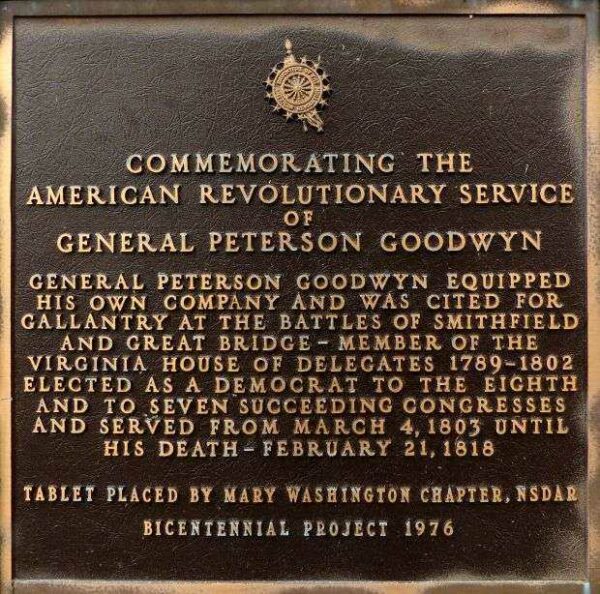 COMMEMORATING THE
AMERICAN REVOLUTIONARY SERVICE
OF
GENERAL PETERSON GOODWYN
GENERAL PETERSON GOODWYN EQUIPPED
HIS OWN COMPANY AND WAS CITED FOR
GALLANTRY AT THE BATTLES OF SMITHFIELD
AND GREAT BRIDGE – MEMBER OF THE
VIRGINIA HOUSE OF DELEGATES 1789–1802
ELECTED AS A DEMOCRAT TO THE EIGHTH
AND TO SEVEN SUCCEEDING CONGRESSES
AND SERVED FROM MARCH 4, 1803 UNTIL
HIS DEATH – FEBRUARY 21, 1818
TABLET PLACED BY MARY WASHINGTON CHAPTER, NSDAR
BICENTENNIAL PROJECT 1976